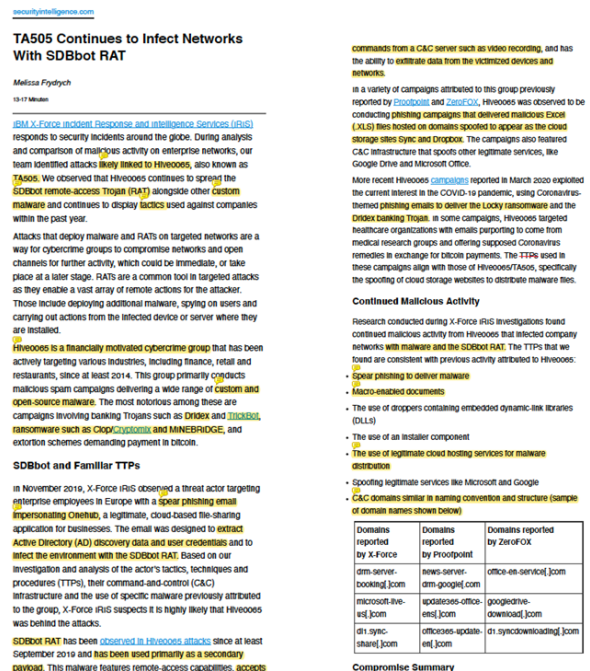 securityintelligence.com
TA505 Continues to Infect Networks
With SDBbot RAT
Melissa Frydrych
13-17 Minuten
IBM X-Force Incident Response and Intelligence Services (IRIS)
responds to security incidents around the globe. During analysis
and comparison of malicious activity on enterprise networks, our
team identified attacks likely linked to Hive0065, also known as
TA505. We observed that Hive0065 continues to spread the
SDBbot remote-access Trojan (RAT) alongside other custom
malware and continues to display tactics used against companies
within the past year.
Attacks that deploy malware and RATs on targeted networks are a
way for cybercrime groups to compromise networks and open
channels for further activity, which could be immediate, or take
place at a later stage. RATs are a common tool in targeted attacks
as they enable a vast array of remote actions for the attacker.
Those include deploying additional malware, spying on users and
carrying out actions from the infected device or server where they
are installed.
Hive0065 is a financially motivated cybercrime group that has been
actively targeting various industries, including finance, retail and
restaurants, since at least 2014. This group primarily conducts
malicious spam campaigns delivering a wide range of custom and
open-source malware. The most notorious among these are
campaigns involving banking Trojans such as Dridex and TrickBot,
ransomware such as Clop/Cryptomix and MINEBRIDGE, and
extortion schemes demanding payment in bitcoin.
SDBbot and Familiar TTPs
In November 2019, X-Force IRIS observed a threat actor targeting
enterprise employees in Europe with a spear phishing email
impersonating Onehub, a legitimate, cloud-based file-sharing
application for businesses. The email was designed to extract
Active Directory (AD) discovery data and user credentials and to
infect the environment with the SDBbot RAT. Based on our
investigation and analysis of the actor's tactics, techniques and
procedures (TTPs), their command-and-control (C&C)
infrastructure and the use of specific malware previously attributed
to the group, X-Force IRIS suspects it is highly likely that Hive0065
was behind the attacks.
SDBbot RAT has been observed in Hive0065 attacks since at least
September 2019 and has been used primarily as a secondary
payload. This malware features remote-access capabilities, accepts
commands from a C&C server such as video recording, and has
the ability to exfiltrate data from the victimized devices and
networks.
In a variety of campaigns attributed to this group previously
reported by Proofpoint and ZeroFOX, Hive0065 was observed to be
conducting phishing campaigns that delivered malicious Excel
(.XLS) files hosted on domains spoofed to appear as the cloud
storage sites Sync and Dropbox. The campaigns also featured
C&C infrastructure that spoofs other legitimate services, like
Google Drive and Microsoft Office.
More recent Hive0065 campaigns reported in March 2020 exploited
the current interest in the COVID-19 pandemic, using Coronavirus-
themed phishing emails to deliver the Locky ransomware and the
Dridex banking Trojan. In some campaigns, Hive0065 targeted
healthcare organizations with emails purporting to come from
medical research groups and offering supposed Coronavirus
remedies in exchange for bitcoin payments. The TTPs used in
these campaigns align with those of Hive0065/TA505, specifically
the spoofing of cloud storage websites to distribute malware files.
Continued Malicious Activity
Research conducted during X-Force IRIS investigations found
continued malicious activity from Hive0065 that infected company
networks with malware and the SDBbot RAT. The TTPs that we
found are consistent with previous activity attributed to Hive0065:
• Spear phishing to deliver malware
• Macro-enabled documents
• The use of droppers containing embedded dynamic-link libraries
(DLLs)
• The use of an installer component
• The use of legitimate cloud hosting services for malware
distribution
• Spoofing legitimate services like Microsoft and Google
• C&C domains similar in naming convention and structure (sample
of domain names shown below)
Domains reported by X-Force
Domains reported by Proofpoint
Domains reported by ZeroFOX
drm-server-booking[.]com
news-server-drm-google[.]com
office-en-service[.]com
microsoft-live-us[.]com
update365-office-ens[.]com
googledrive-download[.]com
dl1.sync-share[.]com
office365-update-en[.]com
dl1.syncdownloading[.]com
Compromise Summary